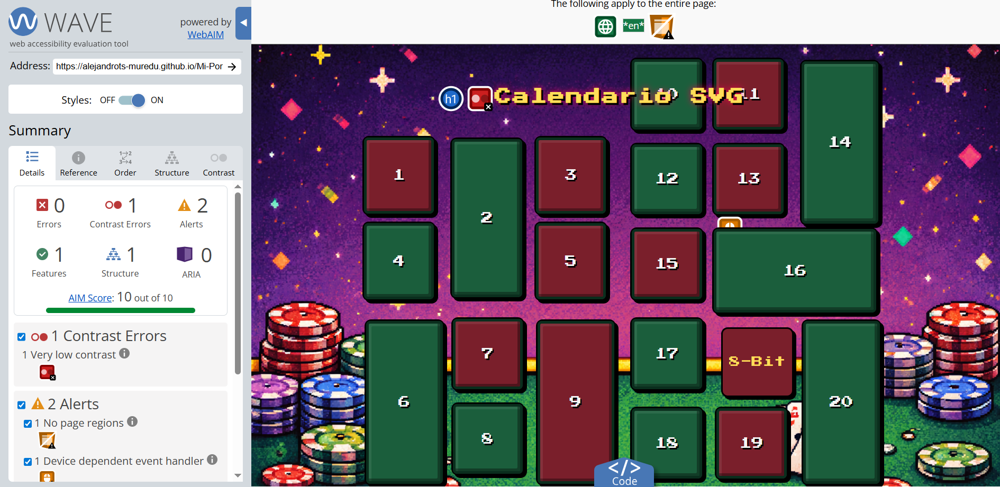 WAVE
web accessibility evaluation tool
powered by
WebAIM
Address: https://alejandrots-muredu.github.io/Mi-Por
Styles: OFF ON
Summary
Details
Reference
Order
Structure
Contrast
0
Errors
1
Contrast Errors
2
Alerts
1
Features
1
Structure
0
ARIA
AIM Score: 10 out of 10
1 Contrast Errors
1 Very low contrast
2 Alerts
1 No page regions
1 Device dependent event handler
The following apply to the entire page:
*en*
h1
Calendario SVG
10
11
14
1
2
3
12
13
4
5
15
16
6
7
9
17
8-Bit
20
8
18
19
</>
Code